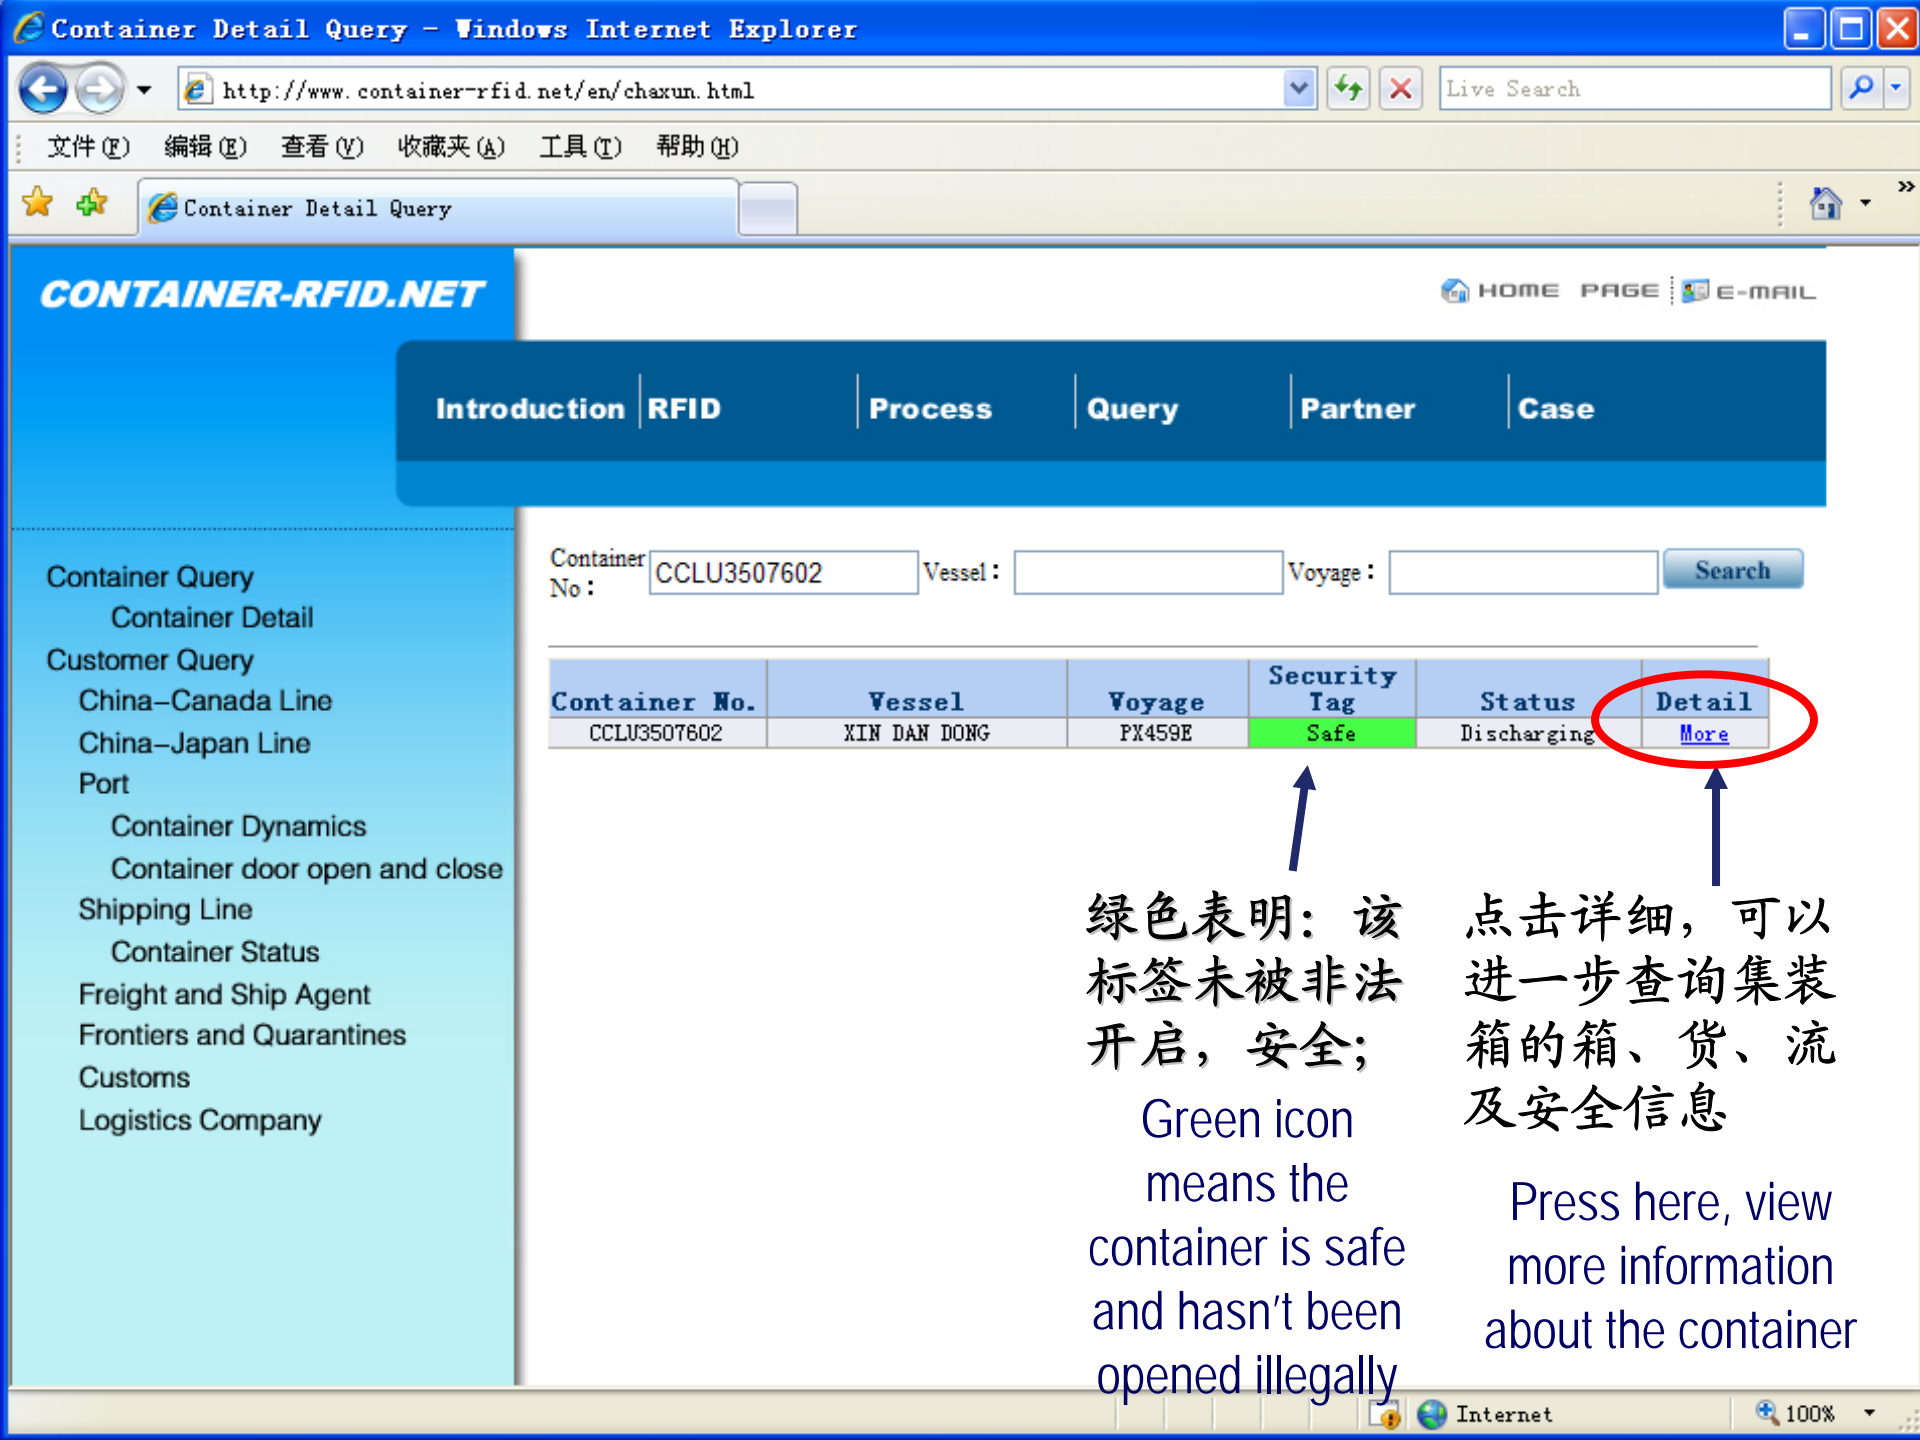 Container Detail Query - Windows Internet Explorer
http://www.container-rfid.net/en/chaxun.html
Live Search
文件(F) 编辑(E) 查看(V) 收藏夹(A) 工具(T) 帮助(H)
Container Detail Query
»
CONTAINER-RFID.NET
HOME PAGE E-MAIL
Introduction RFID Process Query Partner Case
Container No: CCLU3507602 Vessel: Voyage: Search
Container Query
Container Detail
Customer Query
China-Canada Line
China-Japan Line
Port
Container Dynamics
Container door open and close
Shipping Line
Container Status
Freight and Ship Agent
Frontiers and Quarantines
Customs
Logistics Company
Container No. Vessel Voyage Security Tag Status Detail
CCLU3507602 XIN DAN DONG PX459E Safe Discharging More
绿色表明：该
标签未被非法
开启，安全；
Green icon
means the
container is safe
and hasn't been
opened illegally
点击详细，可以
进一步查询集装
箱的箱、货、流
及安全信息
Press here, view
more information
about the container
Internet 100%